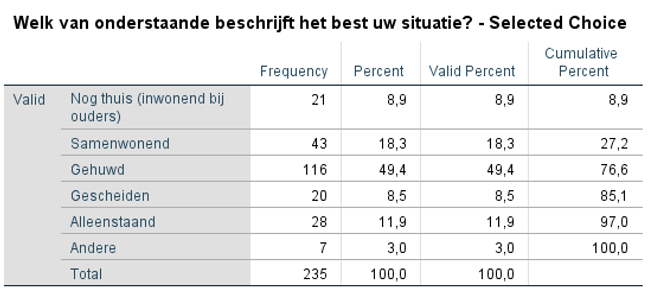 Welk van onderstaande beschrijft het best uw situatie? - Selected Choice
Frequency Percent Valid Percent Cumulative Percent
Valid Nog thuis (inwonend bij ouders) 21 8,9 8,9 8,9
Samenwonend 43 18,3 18,3 27,2
Gehuwd 116 49,4 49,4 76,6
Gescheiden 20 8,5 8,5 85,1
Alleenstaand 28 11,9 11,9 97,0
Andere 7 3,0 3,0 100,0
Total 235 100,0 100,0